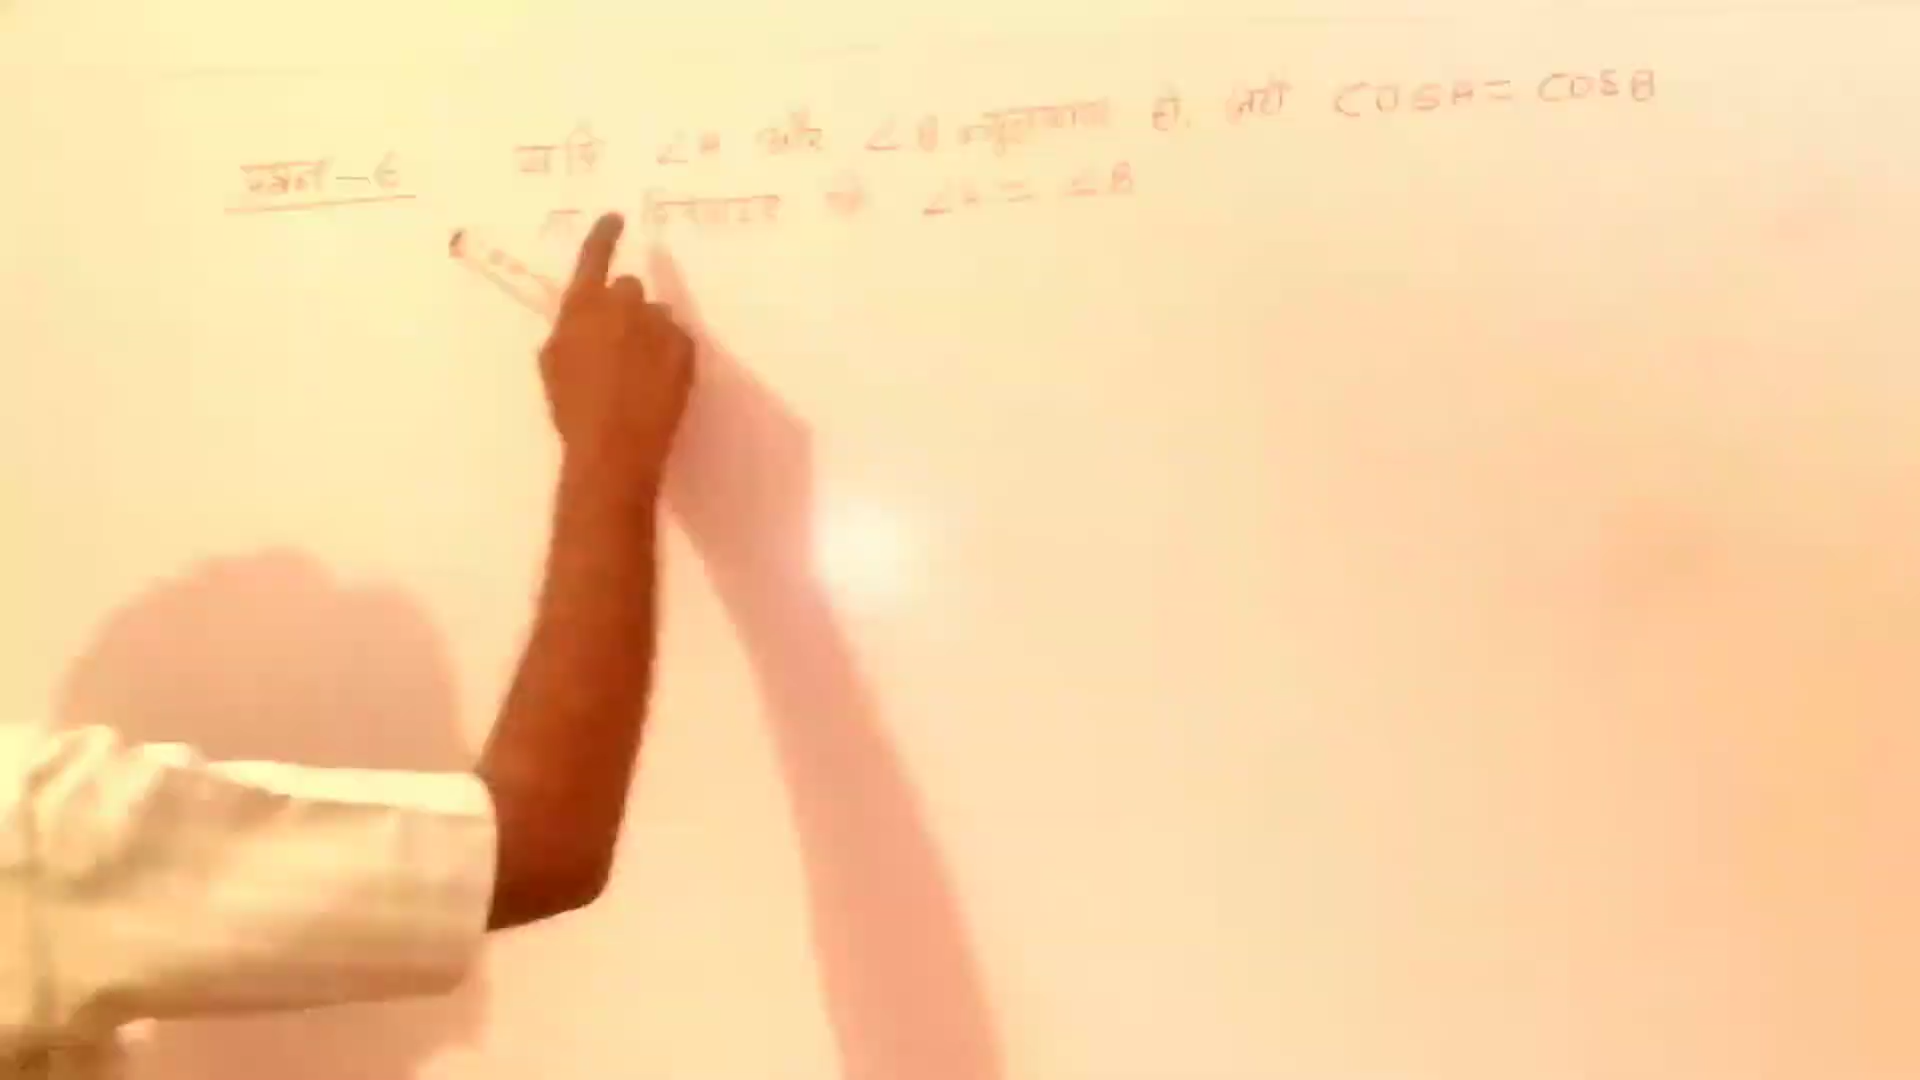 प्रश्न-6 यदि ∠A और ∠B न्यूनकोण हो, जहाँ COSA = COSB
तो दिखाइए कि ∠A = ∠B